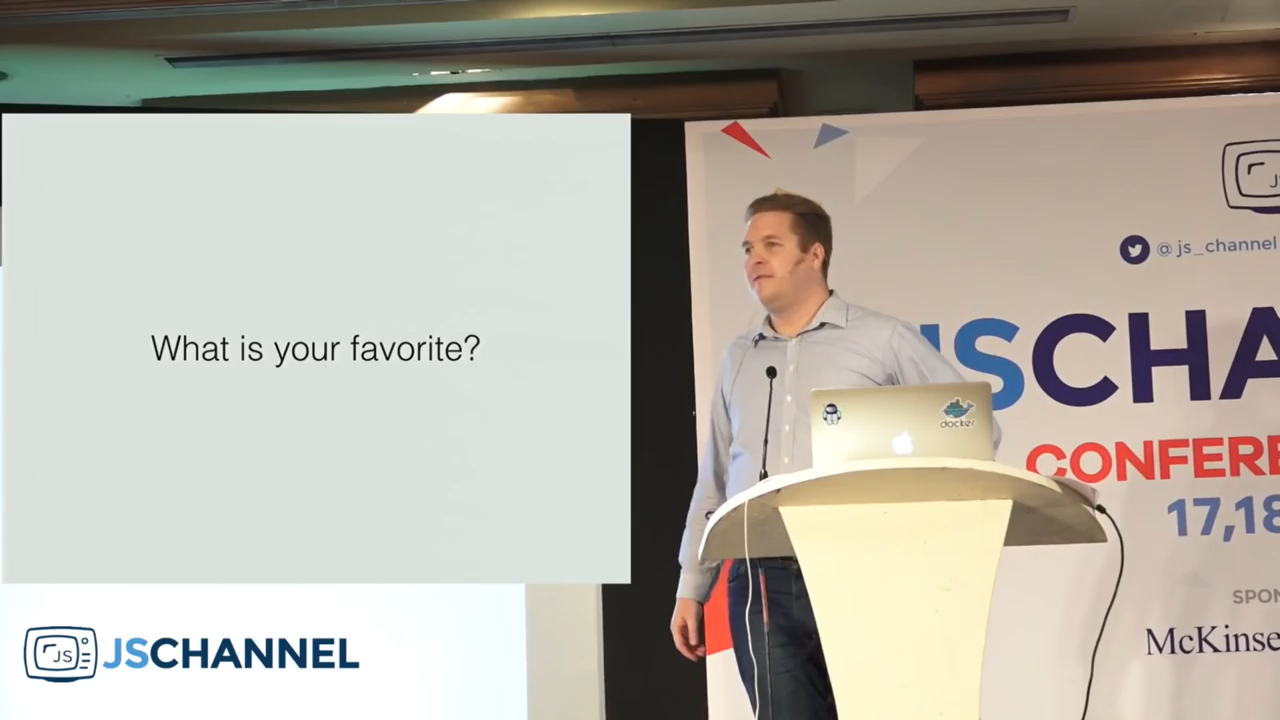 What is your favorite?
JS
JSCHANNEL
@js_channel
JSCHA
CONFERE
17,18
SPON
McKinse
docker